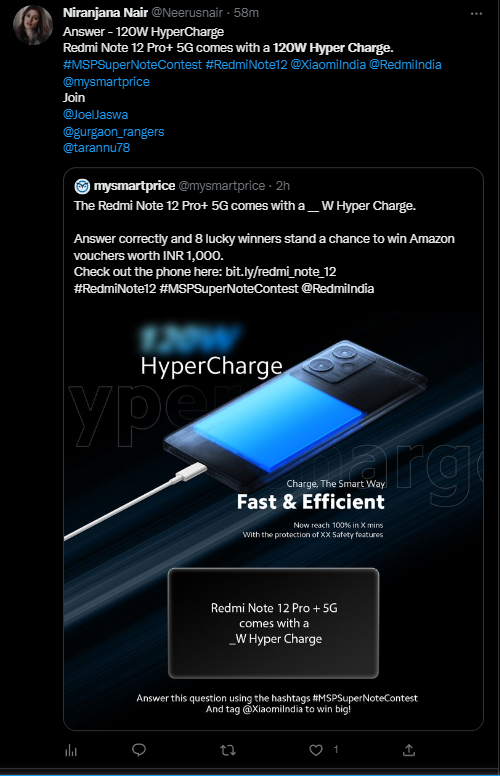 Niranjana Nair @Neerusnair · 58m
Answer - 120W HyperCharge
Redmi Note 12 Pro+ 5G comes with a 120W Hyper Charge.
#MSPSuperNoteContest #RedmiNote12 @XiaomiIndia @RedmiIndia
@mysmartprice
Join
@JoelJaswa
@gurgaon_rangers
@tarannu78
mysmartprice @mysmartprice · 2h
The Redmi Note 12 Pro+ 5G comes with a __ W Hyper Charge.
Answer correctly and 8 lucky winners stand a chance to win Amazon
vouchers worth INR 1,000.
Check out the phone here: bit.ly/redmi_note_12
#RedmiNote12 #MSPSuperNoteContest @RedmiIndia
120W
HyperCharge
Charge, The Smart Way
Fast & Efficient
Now reach 100% in X mins
With the protection of XX Safety features
Redmi Note 12 Pro + 5G
comes with a
_W Hyper Charge
Answer this question using the hashtags #MSPSuperNoteContest
And tag @XiaomiIndia to win big!
1